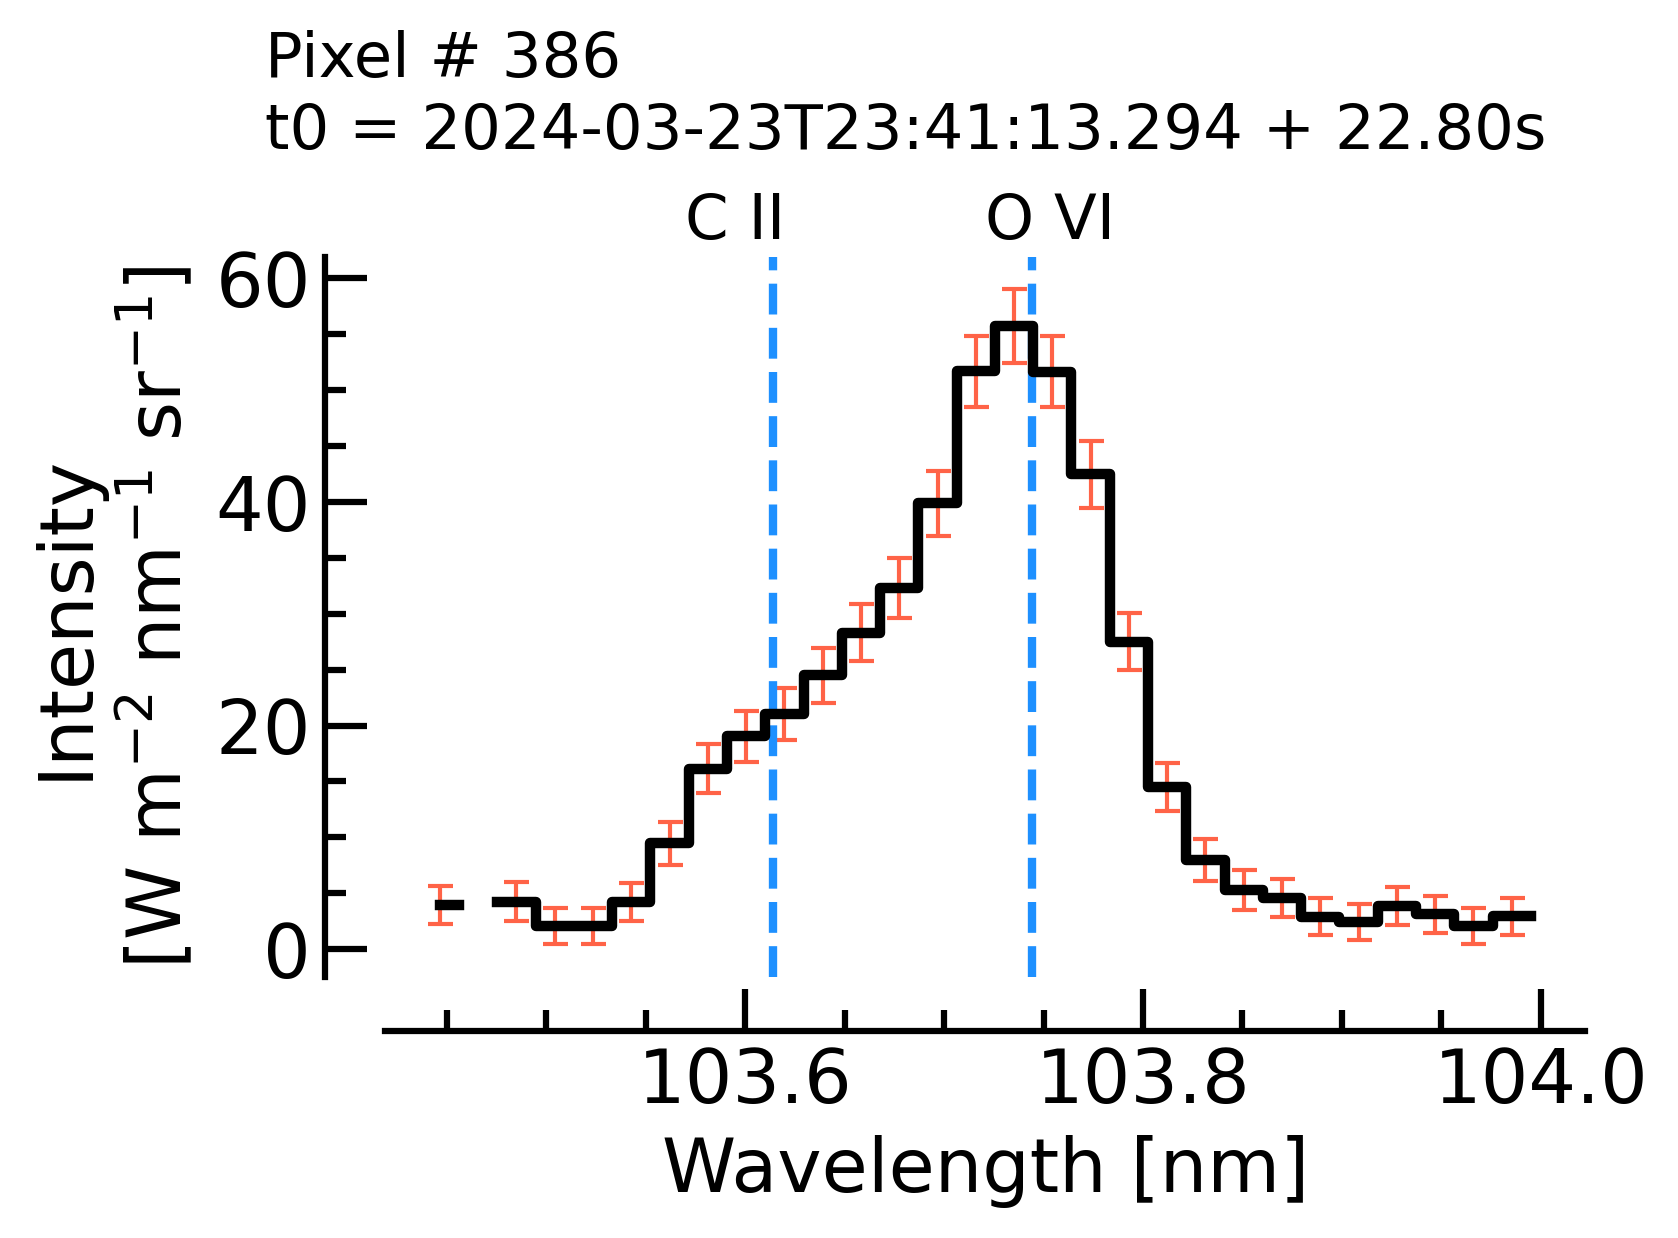 Pixel # 386
t0 = 2024-03-23T23:41:13.294 + 22.80s
C II
O VI
Intensity
[W m⁻² nm⁻¹ sr⁻¹]
60
40
20
0
103.6
103.8
104.0
Wavelength [nm]